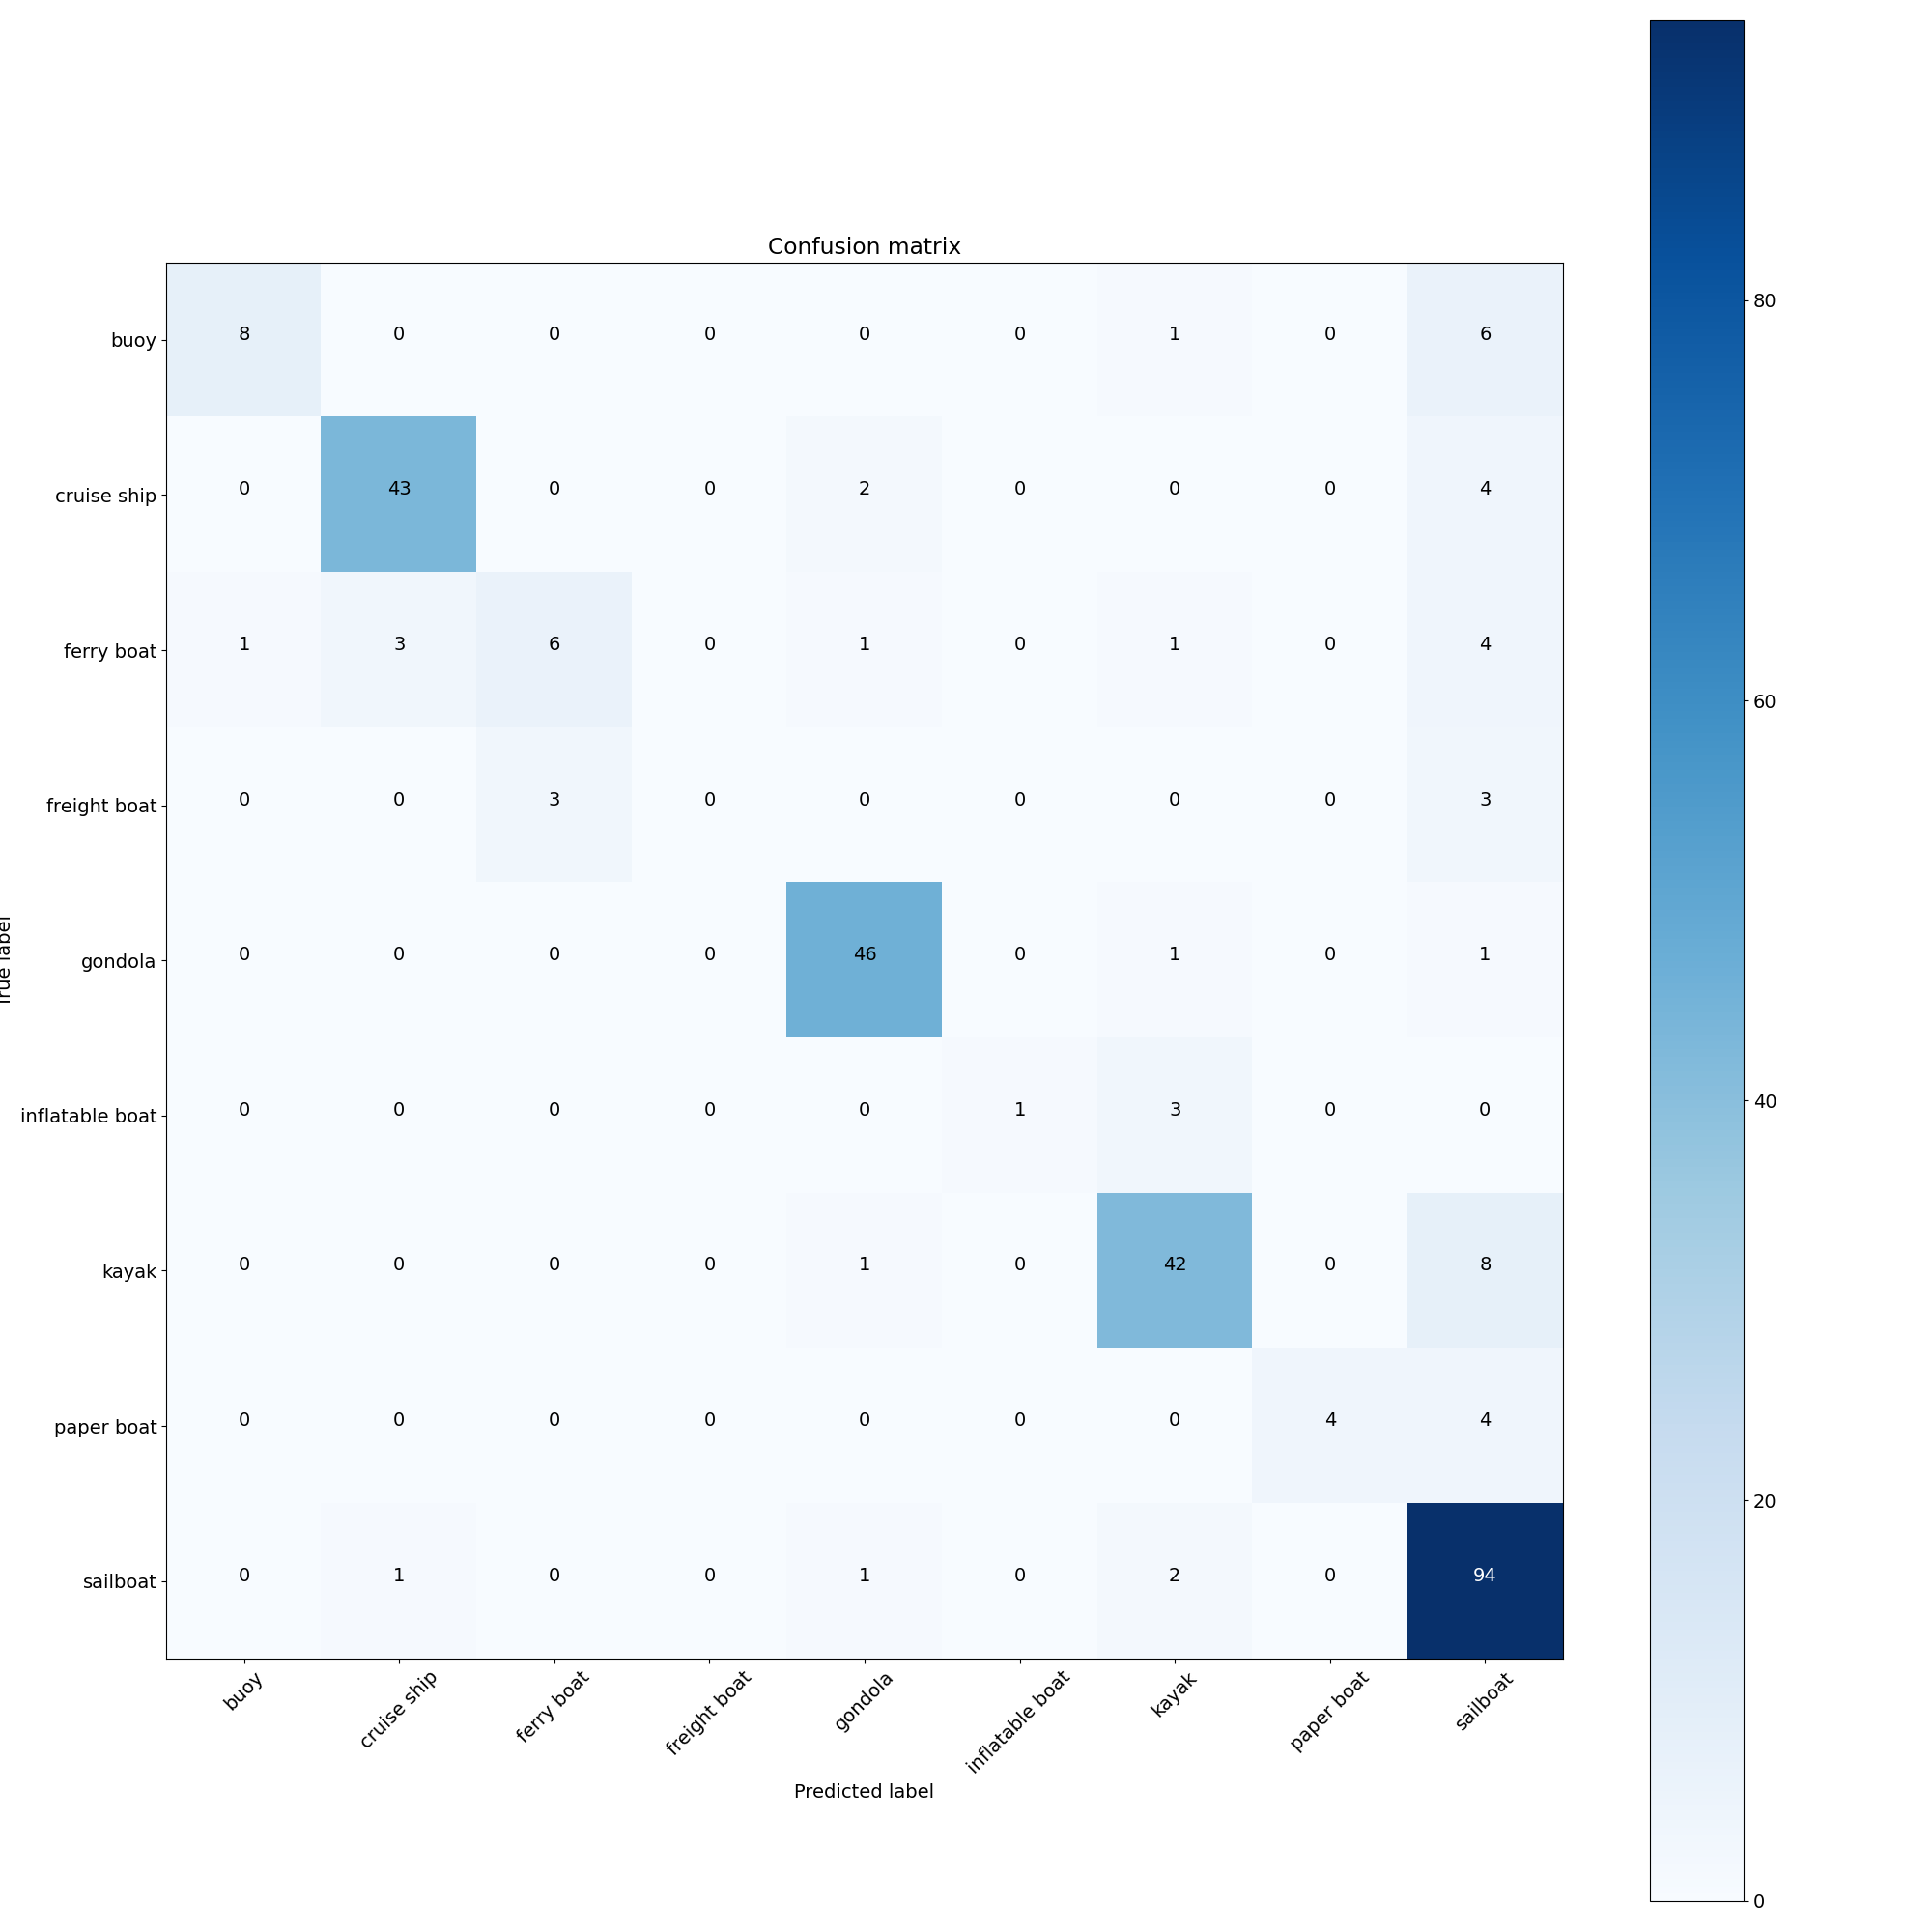 Confusion matrix
buoy 8 0 0 0 0 0 1 0 6
cruise ship 0 43 0 0 2 0 0 0 4
ferry boat 1 3 6 0 1 0 1 0 4
freight boat 0 0 3 0 0 0 0 0 3
gondola 0 0 0 0 46 0 1 0 1
inflatable boat 0 0 0 0 0 1 3 0 0
kayak 0 0 0 0 1 0 42 0 8
paper boat 0 0 0 0 0 0 0 4 4
sailboat 0 1 0 0 1 0 2 0 94
buoy cruise ship ferry boat freight boat gondola inflatable boat kayak paper boat sailboat
Predicted label
True label
80
60
40
20
0